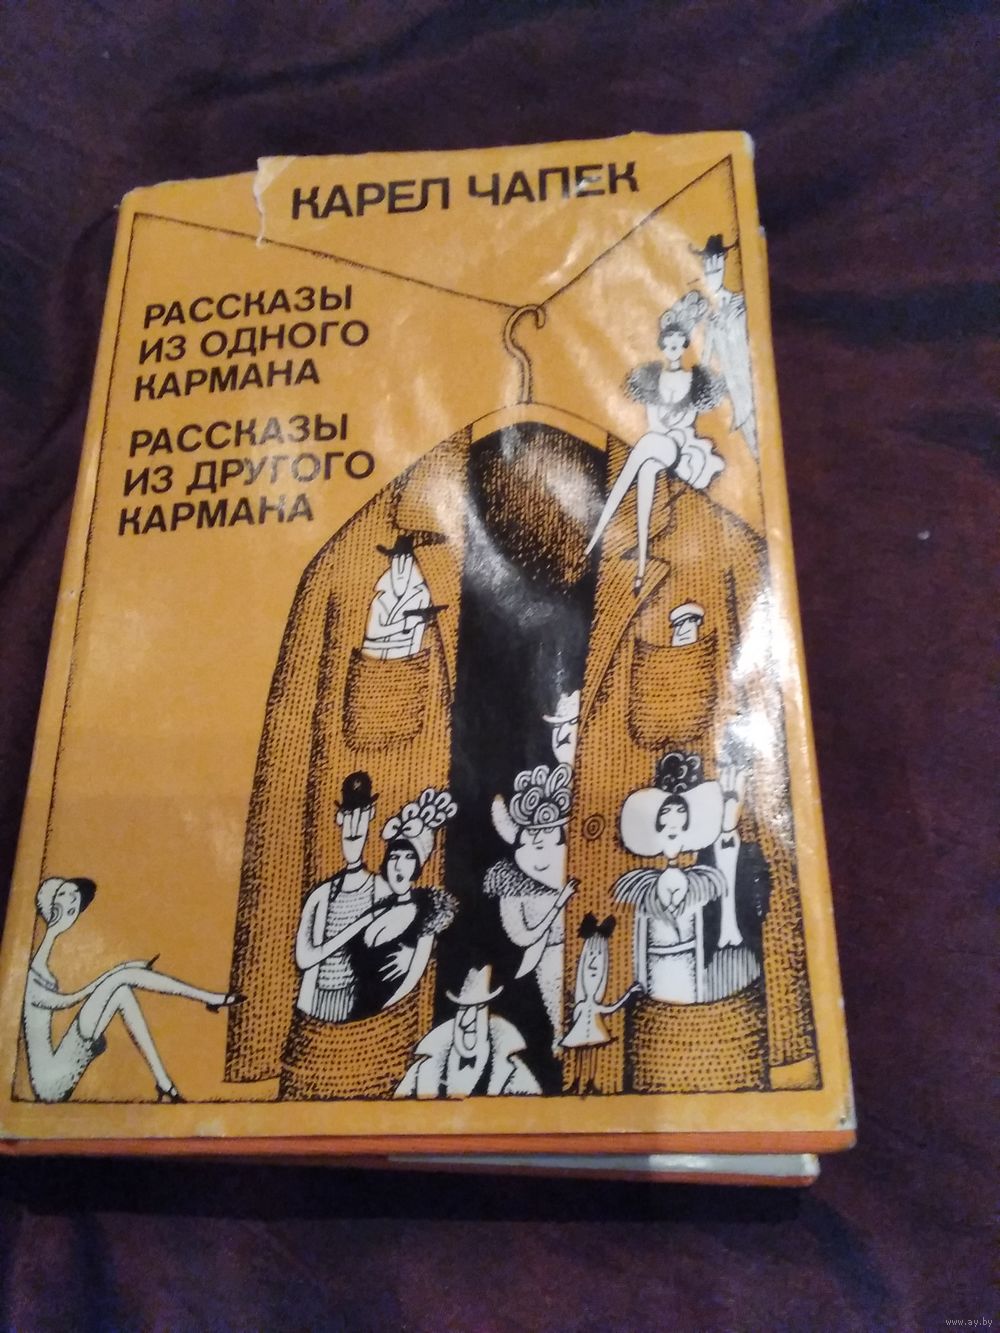 КАРЕЛ ЧАПЕК
РАССКАЗЫ
ИЗ ОДНОГО
КАРМАНА
РАССКАЗЫ
ИЗ ДРУГОГО
КАРМАНА
www.ay.by